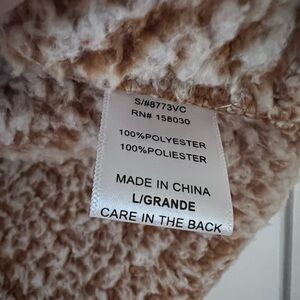 S/#8773VC
RN# 158030
100%POLYESTER
100%POLIESTER
MADE IN CHINA
L/GRANDE
CARE IN THE BACK